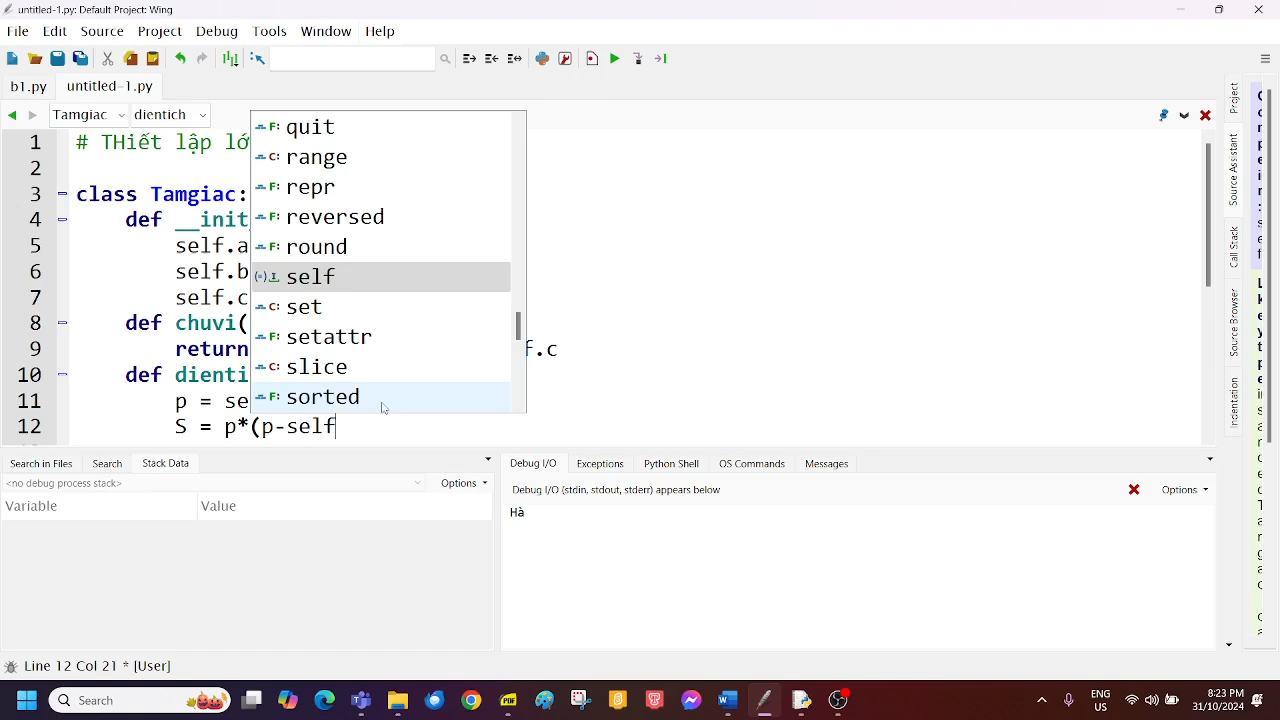 untitled-1.py: Default Project: Wing
File Edit Source Project Debug Tools Window Help
b1.py untitled-1.py
Tamgiac dientich
1 # THiết lập lớ
2
3 class Tamgiac:
4 def __init
5 self.a
6 self.b
7 self.c
8 def chuvi(
9 return f.c
10 def dienti
11 p = se
12 S = p*(p-self
F: quit
C: range
F: repr
F: reversed
F: round
self
C: set
F: setattr
C: slice
F: sorted
Project
Source Assistant
Call Stack
Source Browser
Indentation
Search in Files Search Stack Data
<no debug process stack> Options
Variable Value
Debug I/O Exceptions Python Shell OS Commands Messages
Debug I/O (stdin, stdout, stderr) appears below Options
Hà
Line 12 Col 21 * [User]
Search
PDF
ENG
US
8:23 PM
31/10/2024